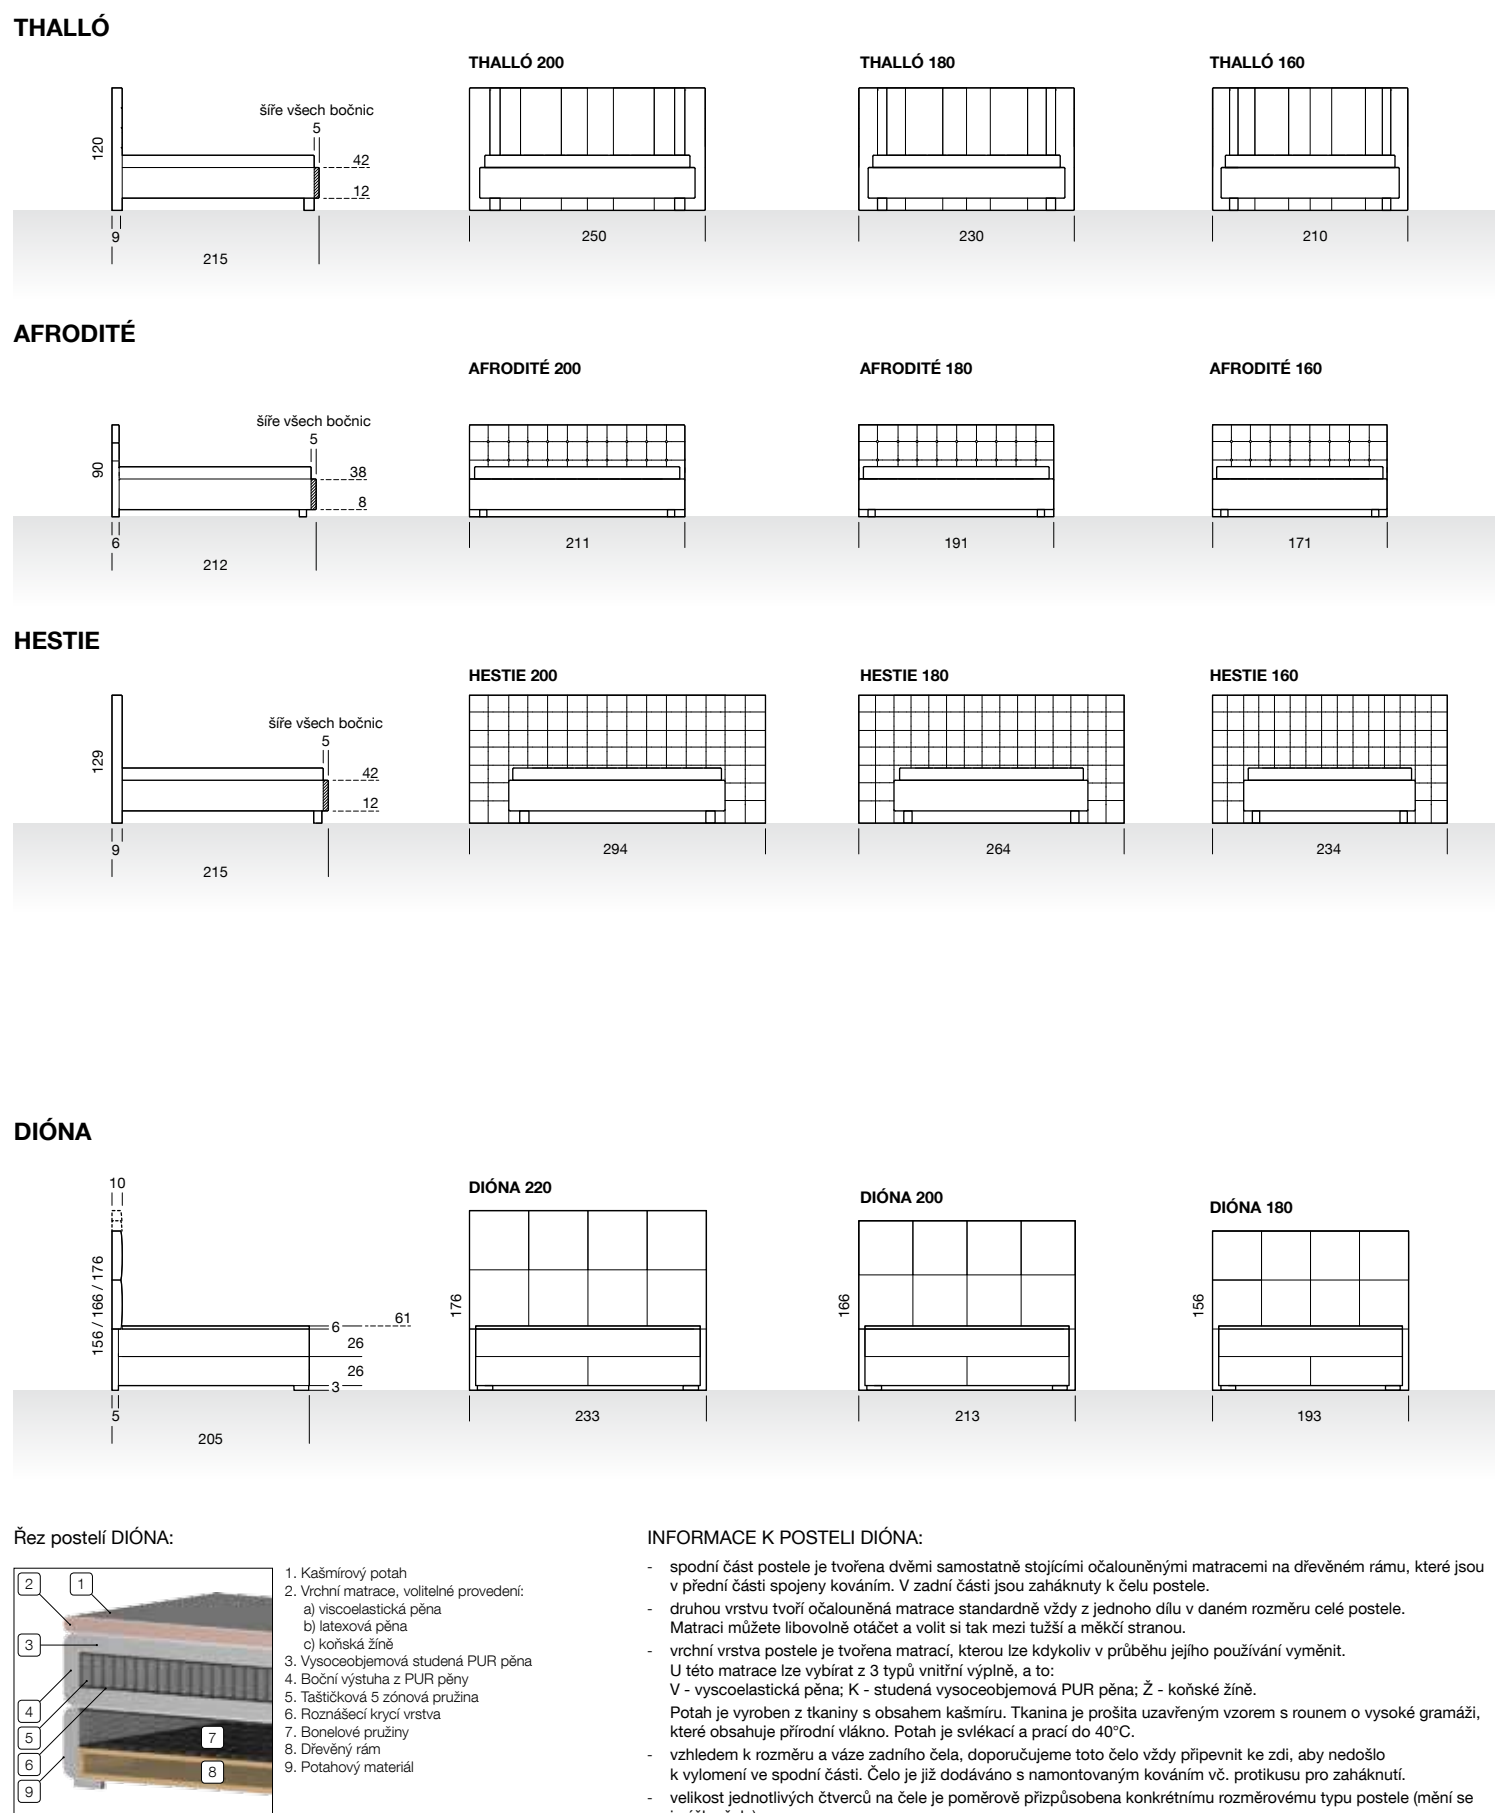 THALLÓ
THALLÓ 200
THALLÓ 180
THALLÓ 160
šíře všech bočnic
5
120
42
12
9
215
250
230
210
AFRODITÉ
AFRODITÉ 200
AFRODITÉ 180
AFRODITÉ 160
šíře všech bočnic
5
90
38
8
6
212
211
191
171
HESTIE
HESTIE 200
HESTIE 180
HESTIE 160
šíře všech bočnic
5
129
42
12
9
215
294
264
234
DIÓNA
10
DIÓNA 220
DIÓNA 200
DIÓNA 180
156 / 166 / 176
176
166
156
61
6
26
26
3
5
205
233
213
193
Řez postelí DIÓNA:
2
1
3
4
5
6
9
7
8
1. Kašmírový potah
2. Vrchní matrace, volitelné provedení:
a) viscoelastická pěna
b) latexová pěna
c) koňská žíně
3. Vysoceobjemová studená PUR pěna
4. Boční výstuha z PUR pěny
5. Taštičková 5 zónová pružina
6. Roznášecí krycí vrstva
7. Bonelové pružiny
8. Dřevěný rám
9. Potahový materiál
INFORMACE K POSTELI DIÓNA:
- spodní část postele je tvořena dvěmi samostatně stojícími očalouněnými matracemi na dřevěném rámu, které jsou
v přední části spojeny kováním. V zadní části jsou zaháknuty k čelu postele.
- druhou vrstvu tvoří očalouněná matrace standardně vždy z jednoho dílu v daném rozměru celé postele.
Matraci můžete libovolně otáčet a volit si tak mezi tužší a měkčí stranou.
- vrchní vrstva postele je tvořena matrací, kterou lze kdykoliv v průběhu jejího používání vyměnit.
U této matrace lze vybírat z 3 typů vnitřní výplně, a to:
V - vyscoelastická pěna; K - studená vysoceobjemová PUR pěna; Ž - koňské žíně.
Potah je vyroben z tkaniny s obsahem kašmíru. Tkanina je prošita uzavřeným vzorem s rounem o vysoké gramáži,
které obsahuje přírodní vlákno. Potah je svlékací a prací do 40°C.
- vzhledem k rozměru a váze zadního čela, doporučujeme toto čelo vždy připevnit ke zdi, aby nedošlo
k vylomení ve spodní části. Čelo je již dodáváno s namontovaným kováním vč. protikusu pro zaháknutí.
- velikost jednotlivých čtverců na čele je poměrově přizpůsobena konkrétnímu rozměrovému typu postele (mění se